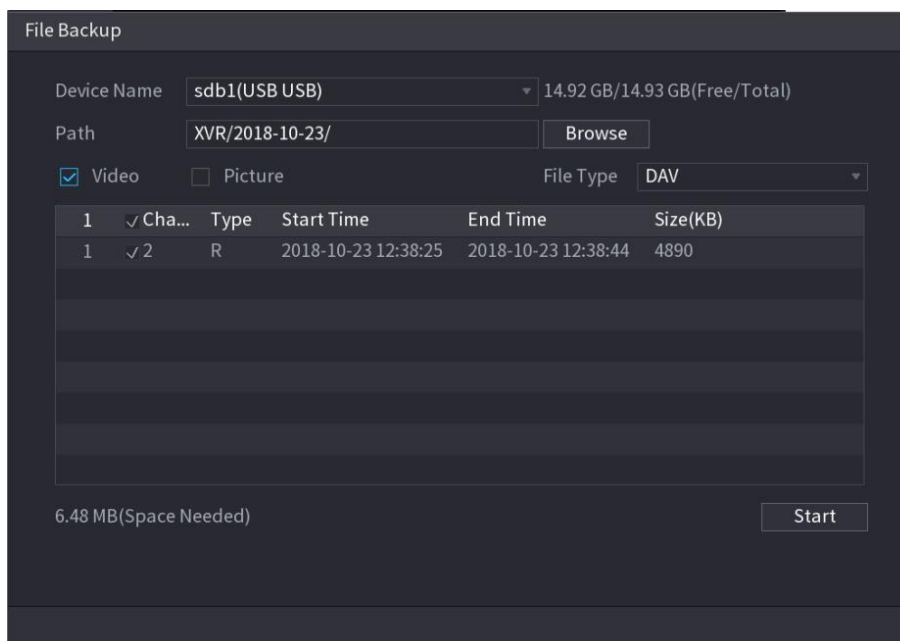 File Backup
Device Name sdb1(USB USB) 14.92 GB/14.93 GB(Free/Total)
Path XVR/2018-10-23/ Browse
Video Picture File Type DAV
1 Cha... Type Start Time End Time Size(KB)
1 2 R 2018-10-23 12:38:25 2018-10-23 12:38:44 4890
6.48 MB(Space Needed) Start